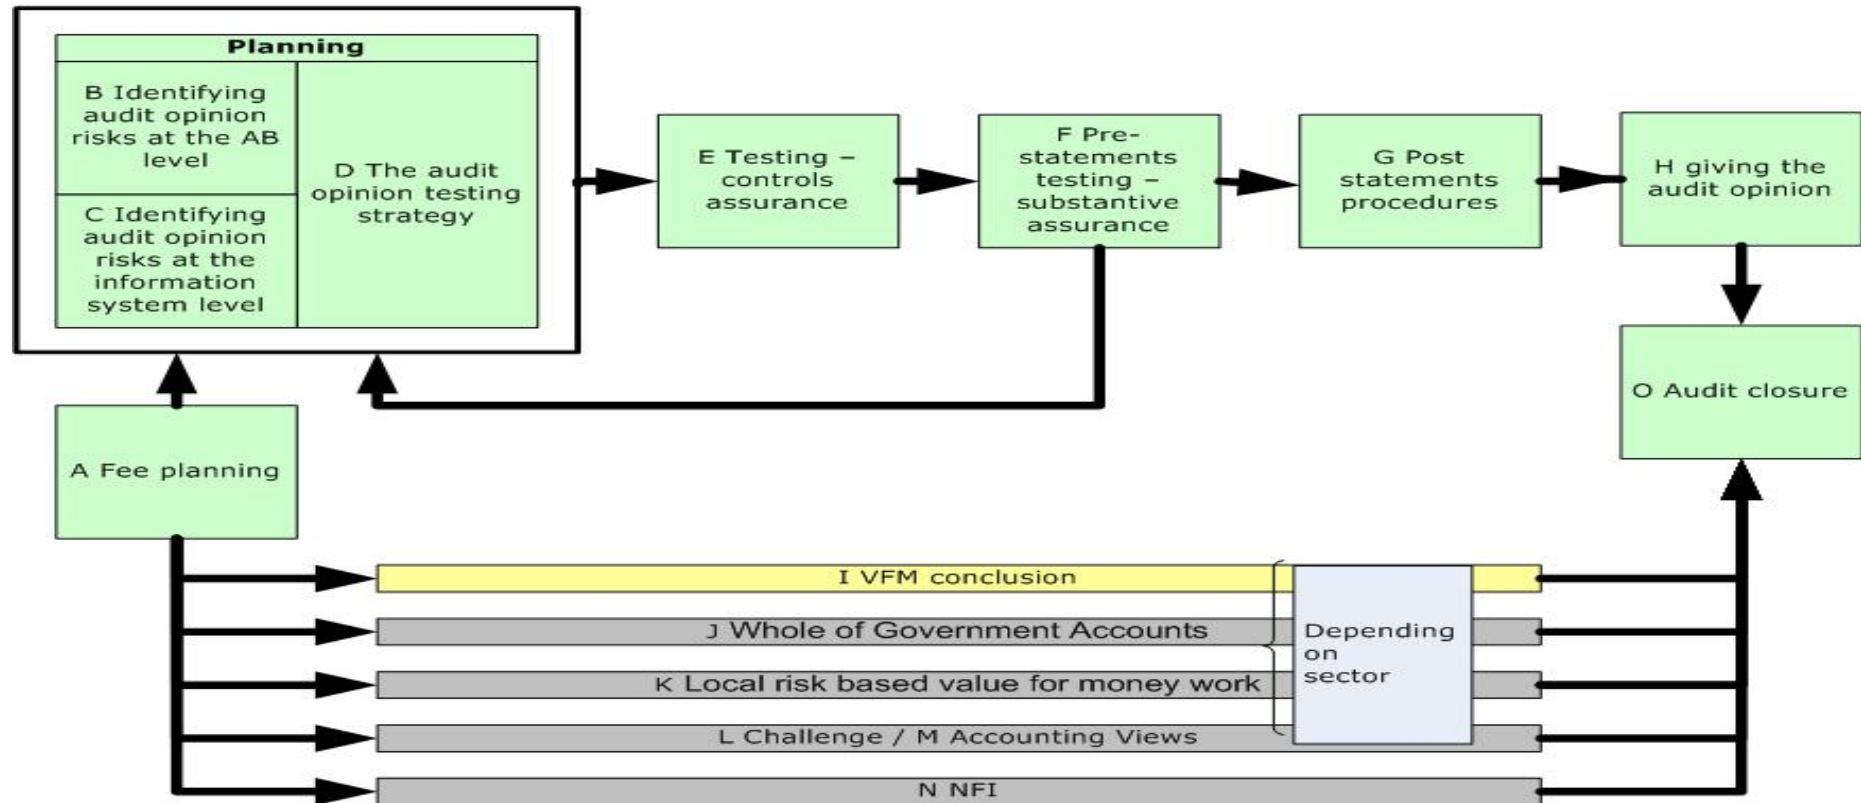 Planning
B Identifying
audit opinion
risks at the AB
level
C Identifying
audit opinion
risks at the
information
system level
D The audit
opinion testing
strategy
E Testing –
controls
assurance
F Pre-
statements
testing –
substantive
assurance
G Post
statements
procedures
H giving the
audit opinion
O Audit closure
A Fee planning
I VFM conclusion
J Whole of Government Accounts
K Local risk based value for money work
L Challenge / M Accounting Views
N NFI
Depending
on
sector